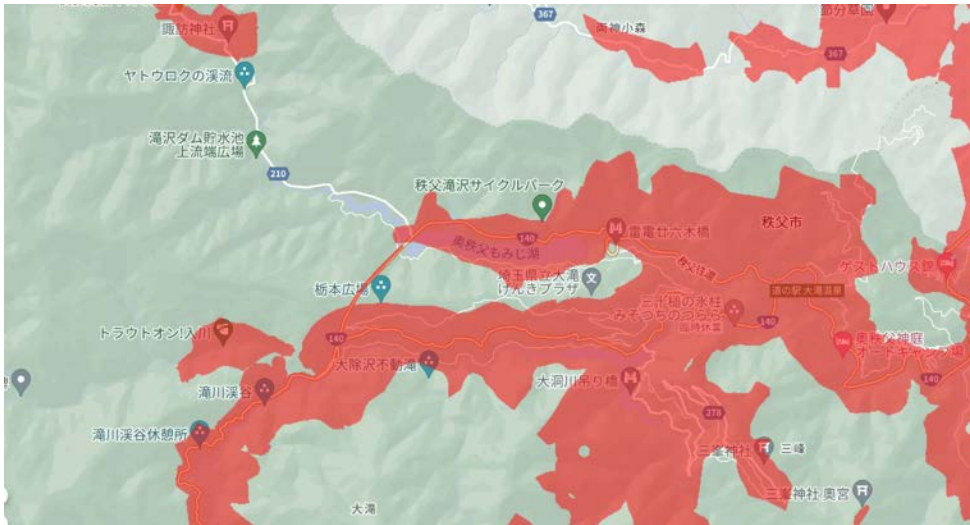 諏訪神社
367
両神小森
節分草園
367
ヤトウロクの渓流
滝沢ダム貯水池
上流端広場
210
秩父滝沢サイクルパーク
奥秩父もみじ湖
140
雷電廿六木橋
秩父市
秩父往還
ゲストハウス錦
栃本広場
埼玉県立大滝
げんきプラザ
道の駅 大滝温泉
三十槌の氷柱
みそつちのつらら
臨時休業
140
トラウトオン!入川
140
奥秩父神庭
オートキャンプ場
大除沢不動滝
大洞川吊り橋
140
滝川渓谷
278
滝川渓谷休憩所
三峯神社
三峰
大滝
三峯神社 奥宮